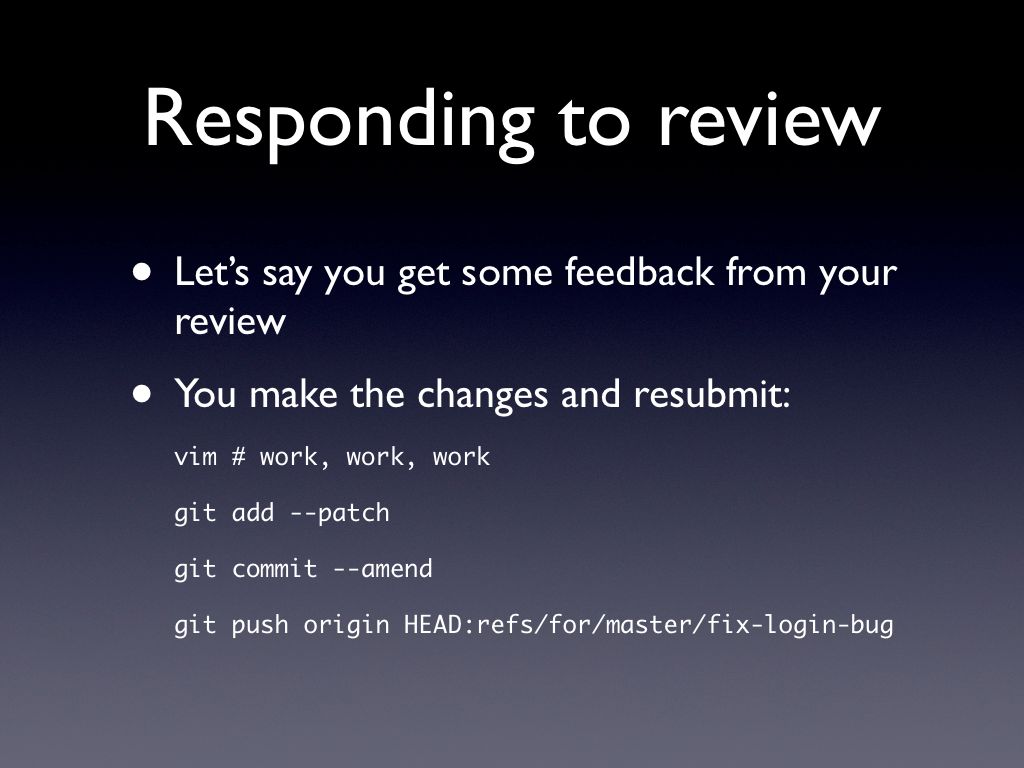 Responding to review
• Let’s say you get some feedback from your
review
• You make the changes and resubmit:
vim # work, work, work
git add --patch
git commit --amend
git push origin HEAD:refs/for/master/fix-login-bug